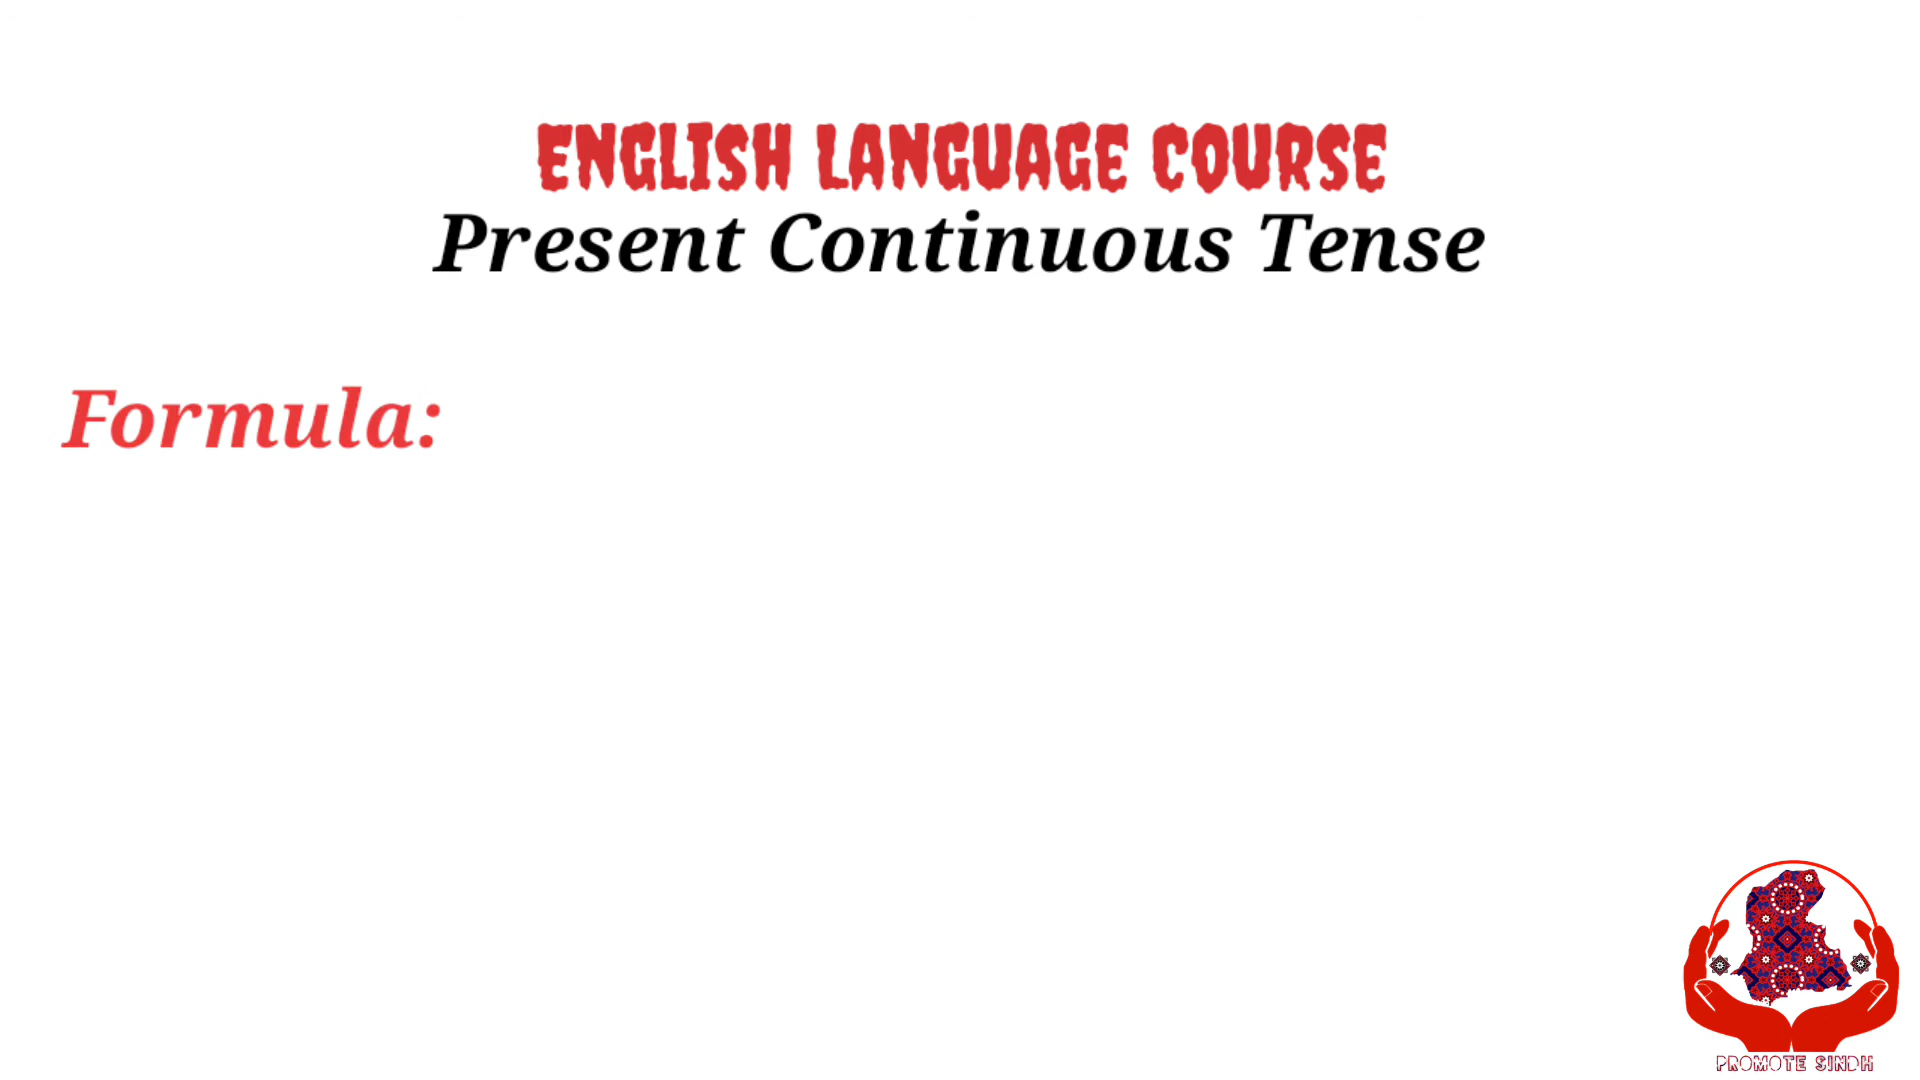 ENGLISH LANGUAGE COURSE
Present Continuous Tense
Formula:
PROMOTE SINDH